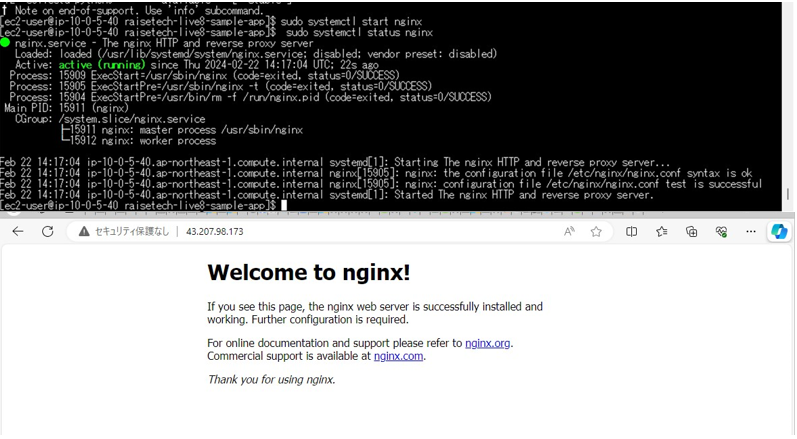 ! Note on end-of-support. Use 'info' subcommand.
[ec2-user@ip-10-0-5-40 raisetech-live8-sample-app]$ sudo systemctl start nginx
[ec2-user@ip-10-0-5-40 raisetech-live8-sample-app]$  sudo systemctl status nginx
● nginx.service - The nginx HTTP and reverse proxy server
Loaded: loaded (/usr/lib/systemd/system/nginx.service; disabled; vendor preset: disabled)
Active: active (running) since Thu 2024-02-22 14:17:04 UTC; 22s ago
Process: 15909 ExecStart=/usr/sbin/nginx (code=exited, status=0/SUCCESS)
Process: 15905 ExecStartPre=/usr/sbin/nginx -t (code=exited, status=0/SUCCESS)
Process: 15904 ExecStartPre=/usr/bin/rm -f /run/nginx.pid (code=exited, status=0/SUCCESS)
Main PID: 15911 (nginx)
CGroup: /system.slice/nginx.service
├─15911 nginx: master process /usr/sbin/nginx
└─15912 nginx: worker process
Feb 22 14:17:04 ip-10-0-5-40.ap-northeast-1.compute.internal systemd[1]: Starting The nginx HTTP and reverse proxy server...
Feb 22 14:17:04 ip-10-0-5-40.ap-northeast-1.compute.internal nginx[15905]: nginx: the configuration file /etc/nginx/nginx.conf syntax is ok
Feb 22 14:17:04 ip-10-0-5-40.ap-northeast-1.compute.internal nginx[15905]: nginx: configuration file /etc/nginx/nginx.conf test is successful
Feb 22 14:17:04 ip-10-0-5-40.ap-northeast-1.compute.internal systemd[1]: Started The nginx HTTP and reverse proxy server.
[ec2-user@ip-10-0-5-40 raisetech-live8-sample-app]$
セキュリティ保護なし | 43.207.98.173
Welcome to nginx!
If you see this page, the nginx web server is successfully installed and
working. Further configuration is required.
For online documentation and support please refer to nginx.org.
Commercial support is available at nginx.com.
Thank you for using nginx.